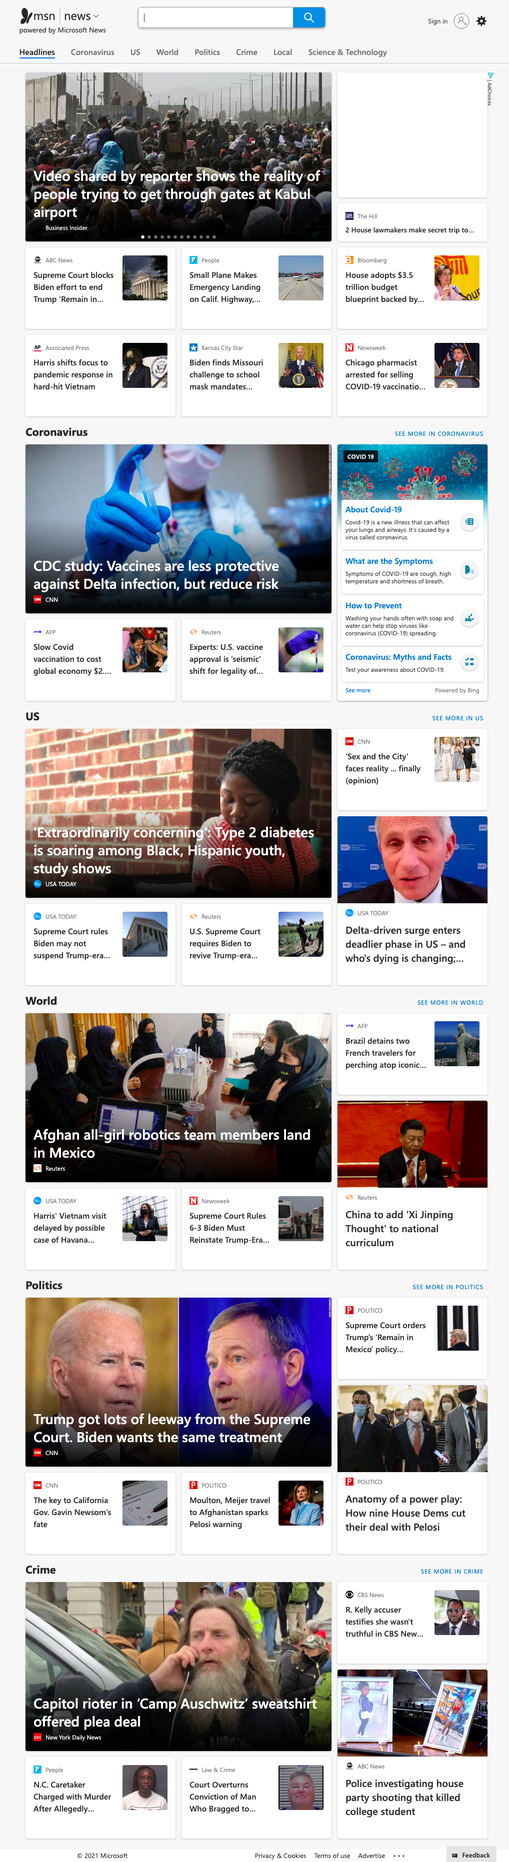 msn news
powered by Microsoft News
Sign in
Headlines Coronavirus US World Politics Crime Local Science & Technology
Video shared by reporter shows the reality of
people trying to get through gates at Kabul
airport
Business Insider
AdChoices
The Hill
2 House lawmakers make secret trip to...
ABC News
Supreme Court blocks
Biden effort to end
Trump 'Remain in...
People
Small Plane Makes
Emergency Landing
on Calif. Highway,...
Bloomberg
House adopts $3.5
trillion budget
blueprint backed by...
AP Associated Press
Harris shifts focus to
pandemic response in
hard-hit Vietnam
Kansas City Star
Biden finds Missouri
challenge to school
mask mandates...
Newsweek
Chicago pharmacist
arrested for selling
COVID-19 vaccinatio...
Coronavirus
SEE MORE IN CORONAVIRUS
CDC study: Vaccines are less protective
against Delta infection, but reduce risk
CNN
COVID 19
About Covid-19
Covid-19 is a new illness that can affect
your lungs and airways. It's caused by a
virus called coronavirus.
What are the Symptoms
Symptoms of COVID-19 are cough, high
temperature and shortness of breath.
How to Prevent
Washing your hands often with soap and
water can help stop viruses like
coronavirus (COVID-19) spreading.
Coronavirus: Myths and Facts
Test your awareness about COVID-19.
See more
Powered by Bing
AFP
Slow Covid
vaccination to cost
global economy $2....
Reuters
Experts: U.S. vaccine
approval is 'seismic'
shift for legality of...
US
SEE MORE IN US
'Extraordinarily concerning': Type 2 diabetes
is soaring among Black, Hispanic youth,
study shows
USA TODAY
CNN
'Sex and the City'
faces reality ... finally
(opinion)
USA TODAY
Delta-driven surge enters
deadlier phase in US – and
who's dying is changing;...
USA TODAY
Supreme Court rules
Biden may not
suspend Trump-era...
Reuters
U.S. Supreme Court
requires Biden to
revive Trump-era...
World
SEE MORE IN WORLD
Afghan all-girl robotics team members land
in Mexico
Reuters
AFP
Brazil detains two
French travelers for
perching atop iconic...
Reuters
China to add 'Xi Jinping
Thought' to national
curriculum
USA TODAY
Harris' Vietnam visit
delayed by possible
case of Havana...
Newsweek
Supreme Court Rules
6-3 Biden Must
Reinstate Trump-Era...
Politics
SEE MORE IN POLITICS
Trump got lots of leeway from the Supreme
Court. Biden wants the same treatment
CNN
POLITICO
Supreme Court orders
Trump's 'Remain in
Mexico' policy...
POLITICO
Anatomy of a power play:
How nine House Dems cut
their deal with Pelosi
CNN
The key to California
Gov. Gavin Newsom's
fate
POLITICO
Moulton, Meijer travel
to Afghanistan sparks
Pelosi warning
Crime
SEE MORE IN CRIME
Capitol rioter in 'Camp Auschwitz' sweatshirt
offered plea deal
New York Daily News
CBS News
R. Kelly accuser
testifies she wasn't
truthful in CBS New...
ABC News
Police investigating house
party shooting that killed
college student
People
N.C. Caretaker
Charged with Murder
After Allegedly...
Law & Crime
Court Overturns
Conviction of Man
Who Bragged to...
© 2021 Microsoft
Privacy & Cookies Terms of use Advertise
Feedback